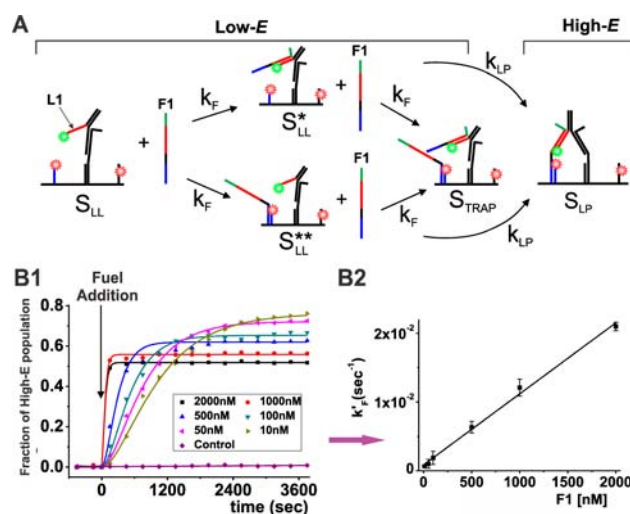 A
Low-E
High-E
L1
F1
F1
F1
+
+
+
k_F
k_F
k_F
k_F
k_LP
k_LP
S_LL
S*_LL
S**_LL
S_TRAP
S_LP
B1
Fuel
Addition
Fraction of High-E population
0.8
0.6
0.4
0.2
0.0
2000nM 1000nM
500nM 100nM
50nM 10nM
Control
0 1200 2400 3600
time (sec)
B2
k'_F(sec⁻¹)
2x10⁻²
1x10⁻²
0
0 500 1000 1500 2000
F1 [nM]